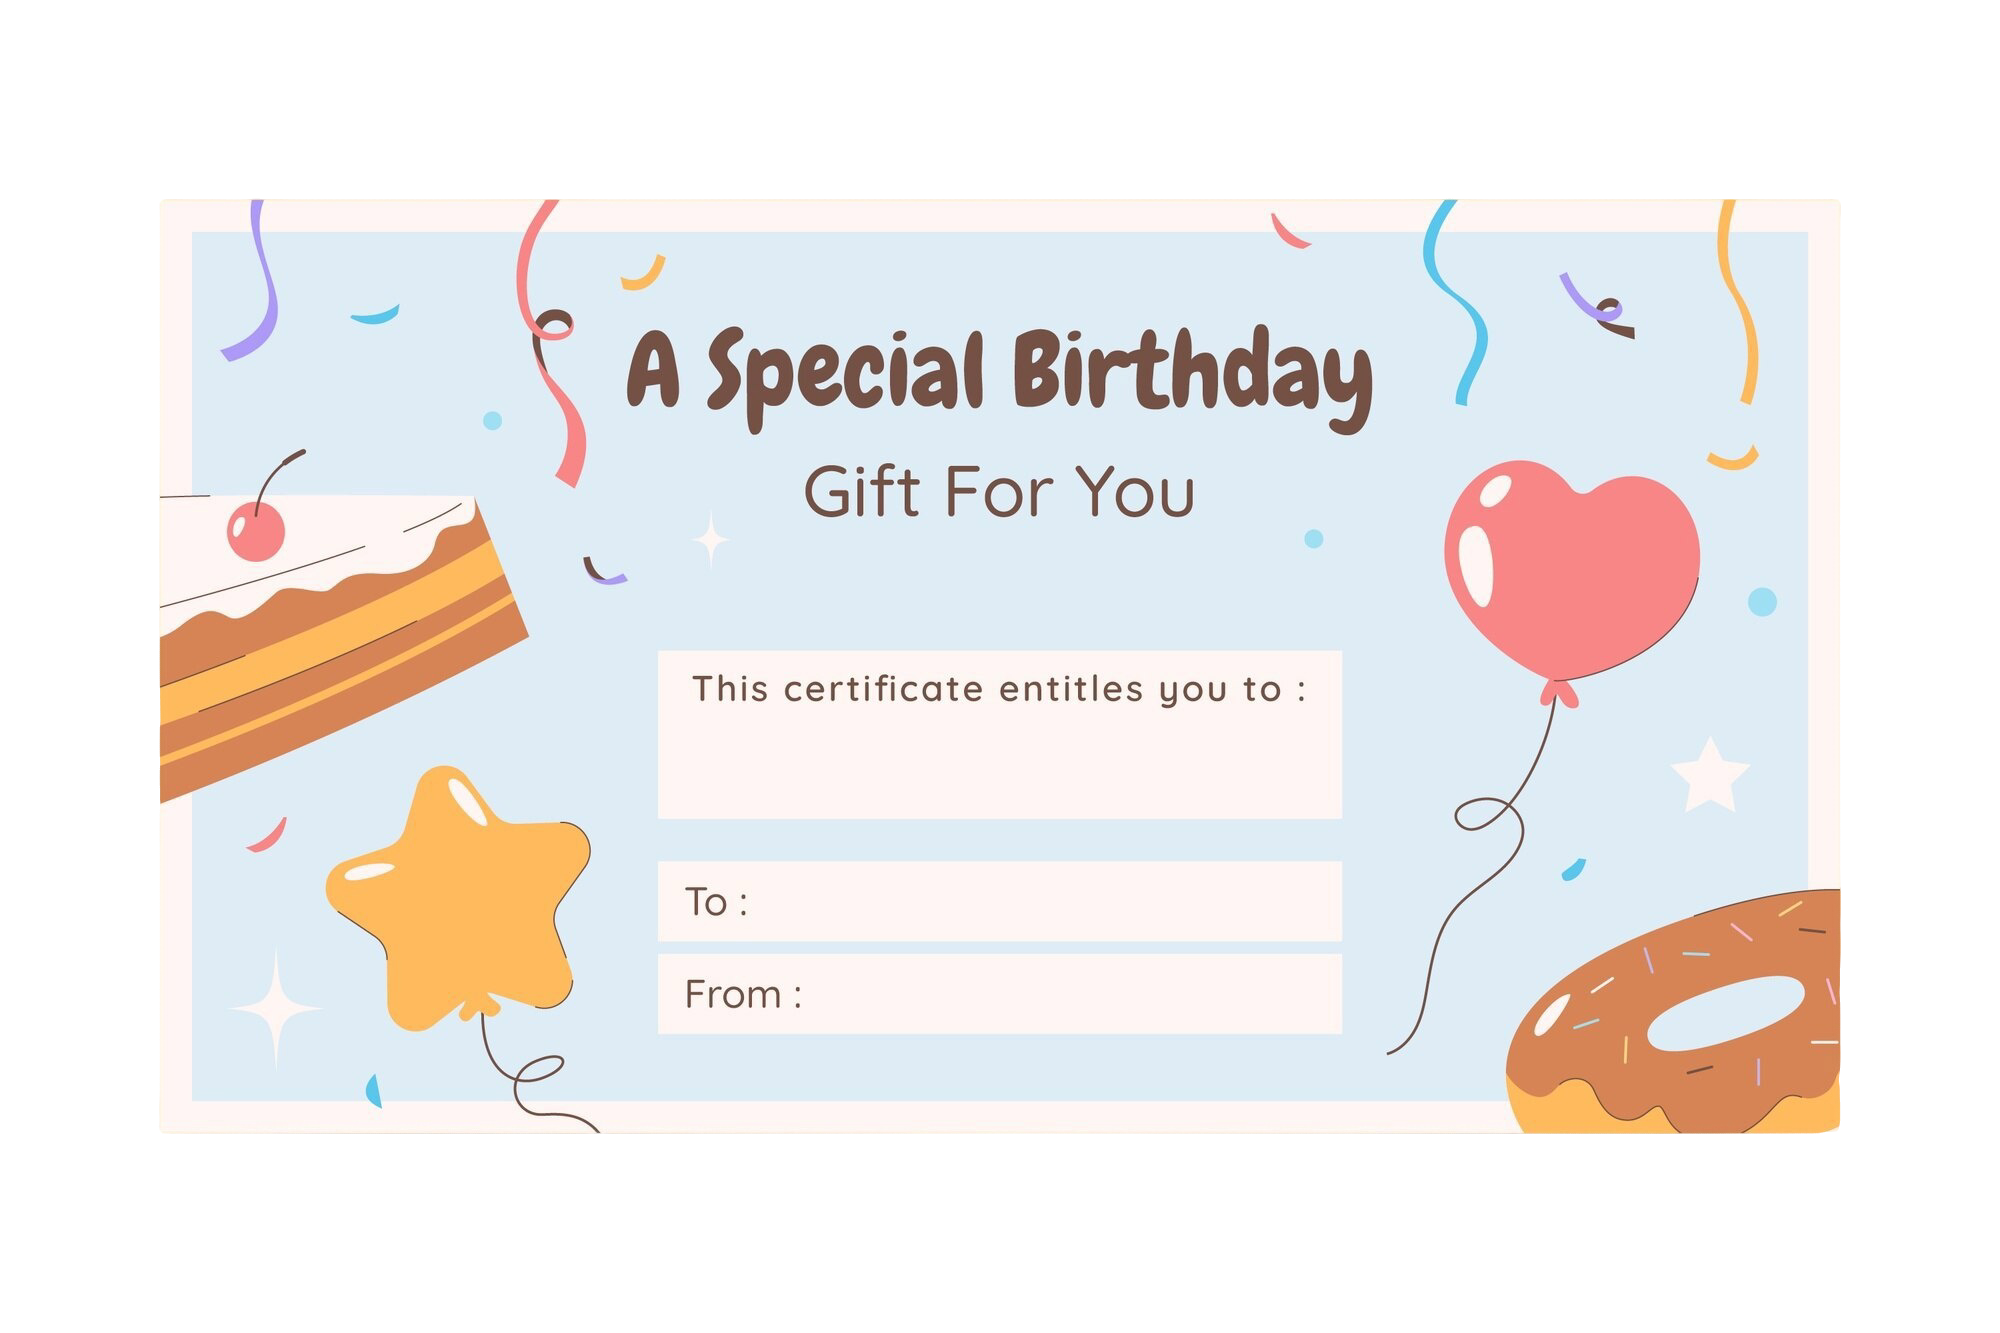 A Special Birthday
Gift For You
This certificate entitles you to :
To :
From :